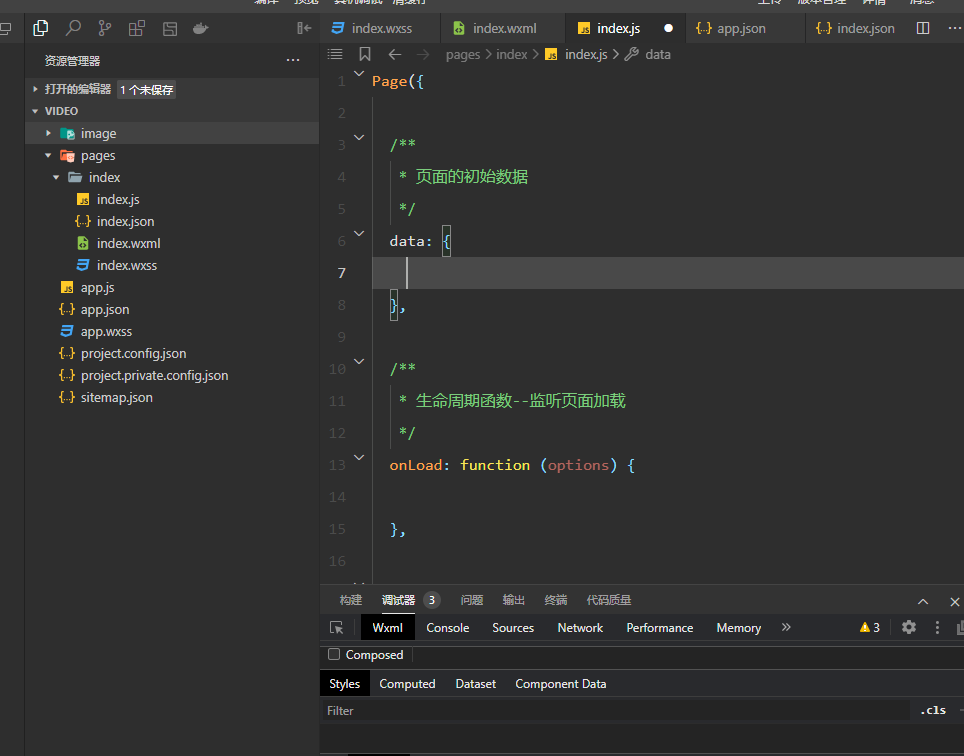 资源管理器
打开的编辑器 1 个未保存
VIDEO
image
pages
index
index.js
index.json
index.wxml
index.wxss
app.js
app.json
app.wxss
project.config.json
project.private.config.json
sitemap.json
index.wxss index.wxml index.js app.json index.json
pages > index > index.js > data
1 Page({
2
3 /**
4 * 页面的初始数据
5 */
6 data: {
7
8 },
9
10 /**
11 * 生命周期函数--监听页面加载
12 */
13 onLoad: function (options) {
14
15 },
16
构建 调试器 3 问题 输出 终端 代码质量
Wxml Console Sources Network Performance Memory » 3
Composed
Styles Computed Dataset Component Data
Filter .cls